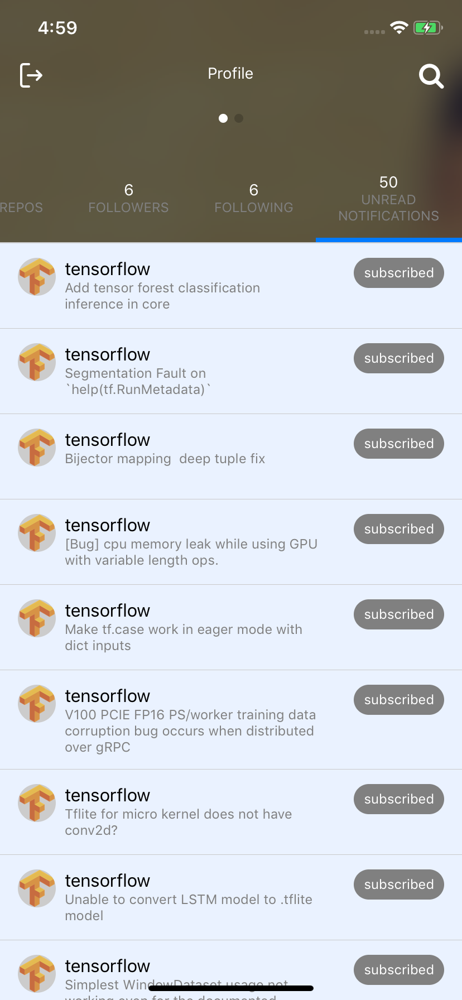 4:59
Profile
REPOS
6
FOLLOWERS
6
FOLLOWING
50
UNREAD
NOTIFICATIONS
tensorflow
subscribed
Add tensor forest classification
inference in core
tensorflow
subscribed
Segmentation Fault on
`help(tf.RunMetadata)`
tensorflow
subscribed
Bijector mapping  deep tuple fix
tensorflow
subscribed
[Bug] cpu memory leak while using GPU
with variable length ops.
tensorflow
subscribed
Make tf.case work in eager mode with
dict inputs
tensorflow
subscribed
V100 PCIE FP16 PS/worker training data
corruption bug occurs when distributed
over gRPC
tensorflow
subscribed
Tflite for micro kernel does not have
conv2d?
tensorflow
subscribed
Unable to convert LSTM model to .tflite
model
tensorflow
subscribed
Simplest WindowDataset usage not
working even for the documented